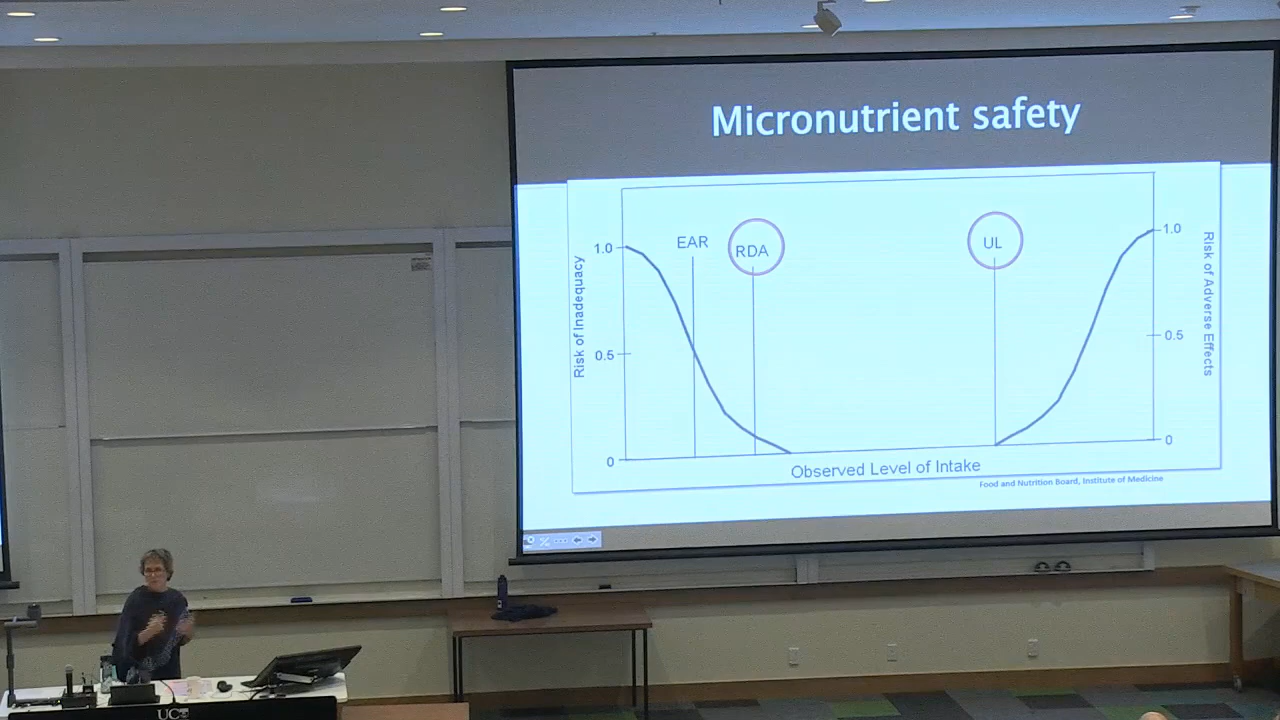 Micronutrient safety
EAR
RDA
UL
1.0
0.5
0
Risk of Inadequacy
1.0
0.5
0
Risk of Adverse Effects
Observed Level of Intake
Food and Nutrition Board, Institute of Medicine
UC